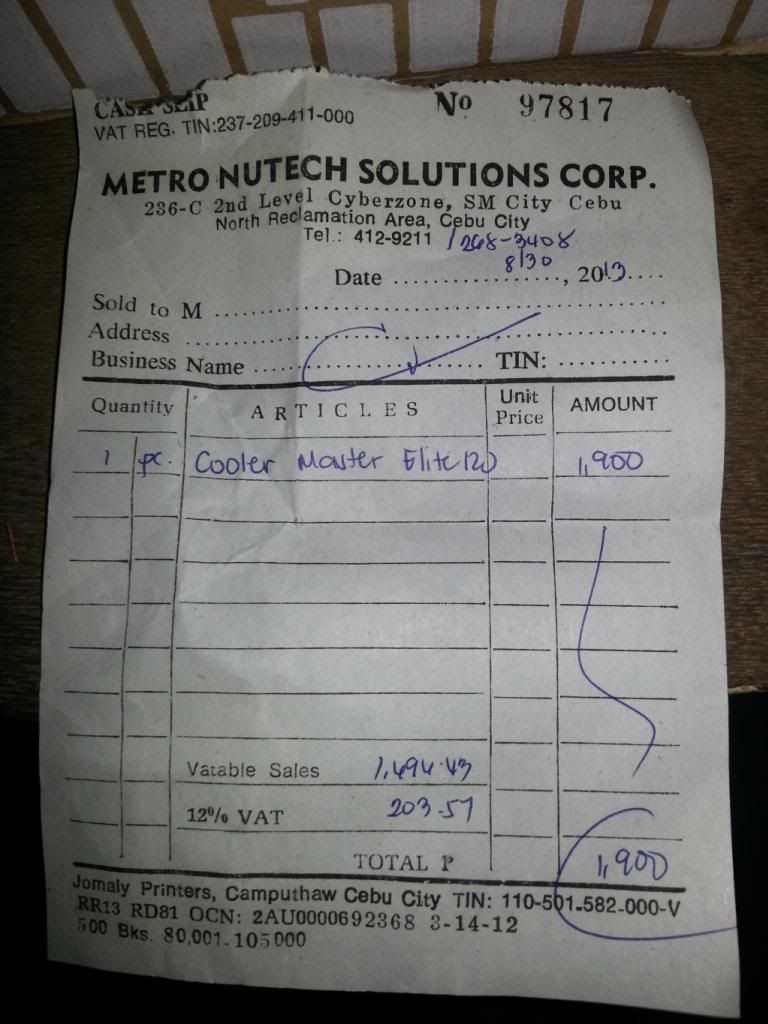 CASH SLIP
No 97817
VAT REG. TIN:237-209-411-000
METRO NUTECH SOLUTIONS CORP.
236-C 2nd Level Cyberzone, SM City Cebu
North Reclamation Area, Cebu City
Tel.: 412-9211 / 268-3408
Date 8/30, 2013
Sold to M
Address
Business Name TIN:
Quantity ARTICLES Unit Price AMOUNT
1 pc. Cooler Master Elite 120 1,900
Vatable Sales 1,694.43
12% VAT 203.57
TOTAL ₱ 1,900
Jomaly Printers, Camputhaw Cebu City TIN: 110-501-582-000-V
RR13 RD81 OCN: 2AU0000692368 3-14-12
500 Bks. 80,001-105000